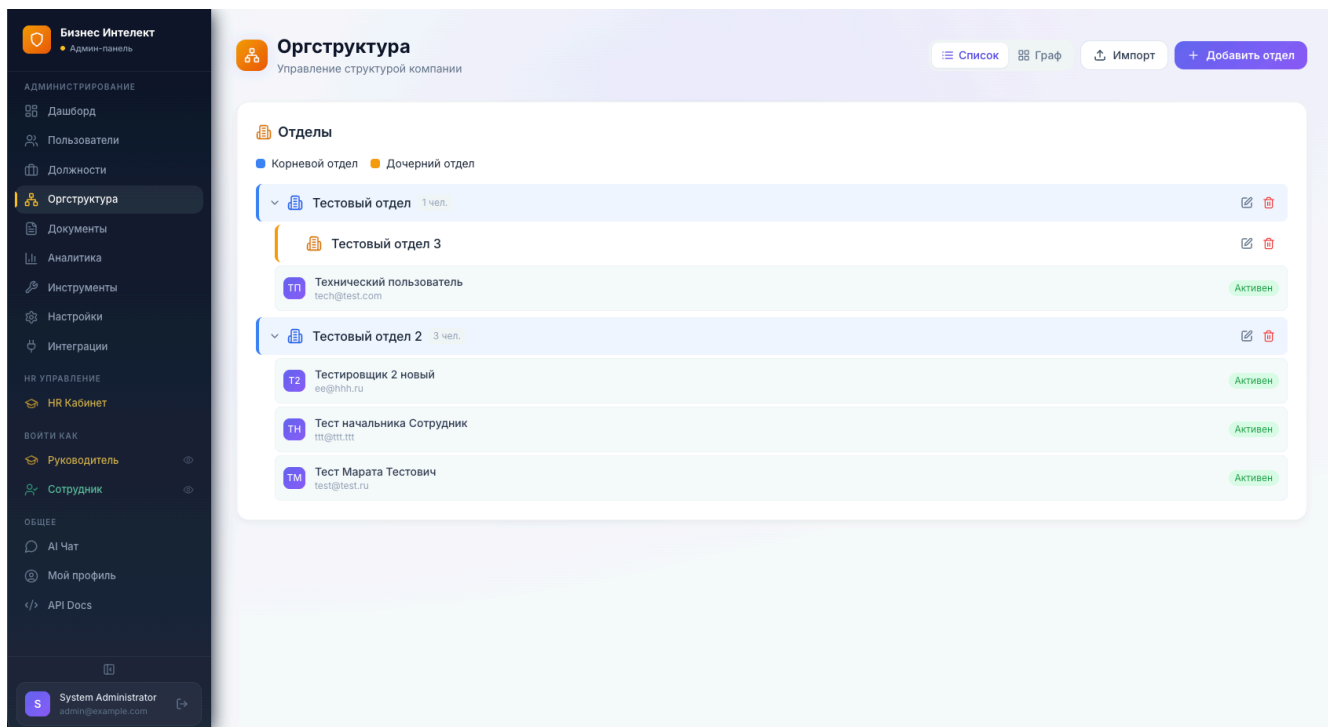 Бизнес Интелект
Админ-панель
АДМИНИСТРИРОВАНИЕ
Дашборд
Пользователи
Должности
Оргструктура
Документы
Аналитика
Инструменты
Настройки
Интеграции
HR УПРАВЛЕНИЕ
HR Кабинет
ВОЙТИ КАК
Руководитель
Сотрудник
ОБЩЕЕ
AI Чат
Мой профиль
API Docs
S
System Administrator
admin@example.com
Оргструктура
Управление структурой компании
Список
Граф
Импорт
+ Добавить отдел
Отделы
Корневой отдел Дочерний отдел
Тестовый отдел 1 чел.
Тестовый отдел 3
ТП
Технический пользователь
tech@test.com
Активен
Тестовый отдел 2 3 чел.
Т2
Тестировщик 2 новый
ee@hhh.ru
Активен
ТН
Тест начальника Сотрудник
ttt@ttt.ttt
Активен
ТМ
Тест Марата Тестович
test@test.ru
Активен